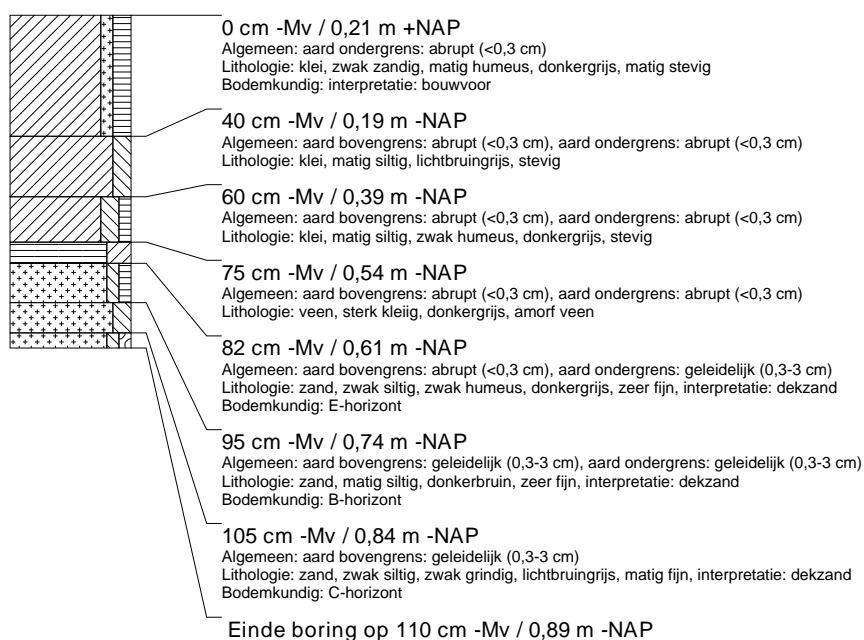 0 cm -Mv / 0,21 m +NAP
Algemeen: aard ondergrens: abrupt (<0,3 cm)
Lithologie: klei, zwak zandig, matig humeus, donkergrijs, matig stevig
Bodemkundig: interpretatie: bouwvoor
40 cm -Mv / 0,19 m -NAP
Algemeen: aard bovengrens: abrupt (<0,3 cm), aard ondergrens: abrupt (<0,3 cm)
Lithologie: klei, matig siltig, lichtbruingrijs, stevig
60 cm -Mv / 0,39 m -NAP
Algemeen: aard bovengrens: abrupt (<0,3 cm), aard ondergrens: abrupt (<0,3 cm)
Lithologie: klei, matig siltig, zwak humeus, donkergrijs, stevig
75 cm -Mv / 0,54 m -NAP
Algemeen: aard bovengrens: abrupt (<0,3 cm), aard ondergrens: abrupt (<0,3 cm)
Lithologie: veen, sterk kleiig, donkergrijs, amorf veen
82 cm -Mv / 0,61 m -NAP
Algemeen: aard bovengrens: abrupt (<0,3 cm), aard ondergrens: geleidelijk (0,3-3 cm)
Lithologie: zand, zwak siltig, zwak humeus, donkergrijs, zeer fijn, interpretatie: dekzand
Bodemkundig: E-horizont
95 cm -Mv / 0,74 m -NAP
Algemeen: aard bovengrens: geleidelijk (0,3-3 cm), aard ondergrens: geleidelijk (0,3-3 cm)
Lithologie: zand, matig siltig, donkerbruin, zeer fijn, interpretatie: dekzand
Bodemkundig: B-horizont
105 cm -Mv / 0,84 m -NAP
Algemeen: aard bovengrens: geleidelijk (0,3-3 cm)
Lithologie: zand, zwak siltig, zwak grindig, lichtbruingrijs, matig fijn, interpretatie: dekzand
Bodemkundig: C-horizont
Einde boring op 110 cm -Mv / 0,89 m -NAP